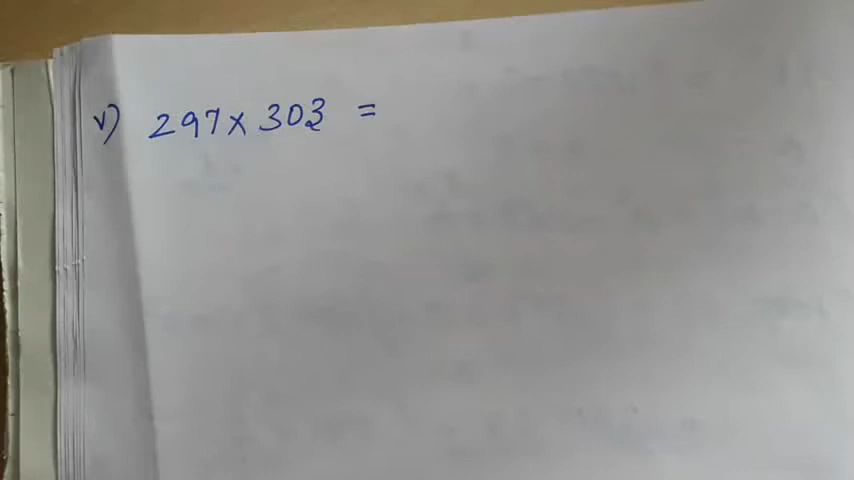 v) 297 x 303 =